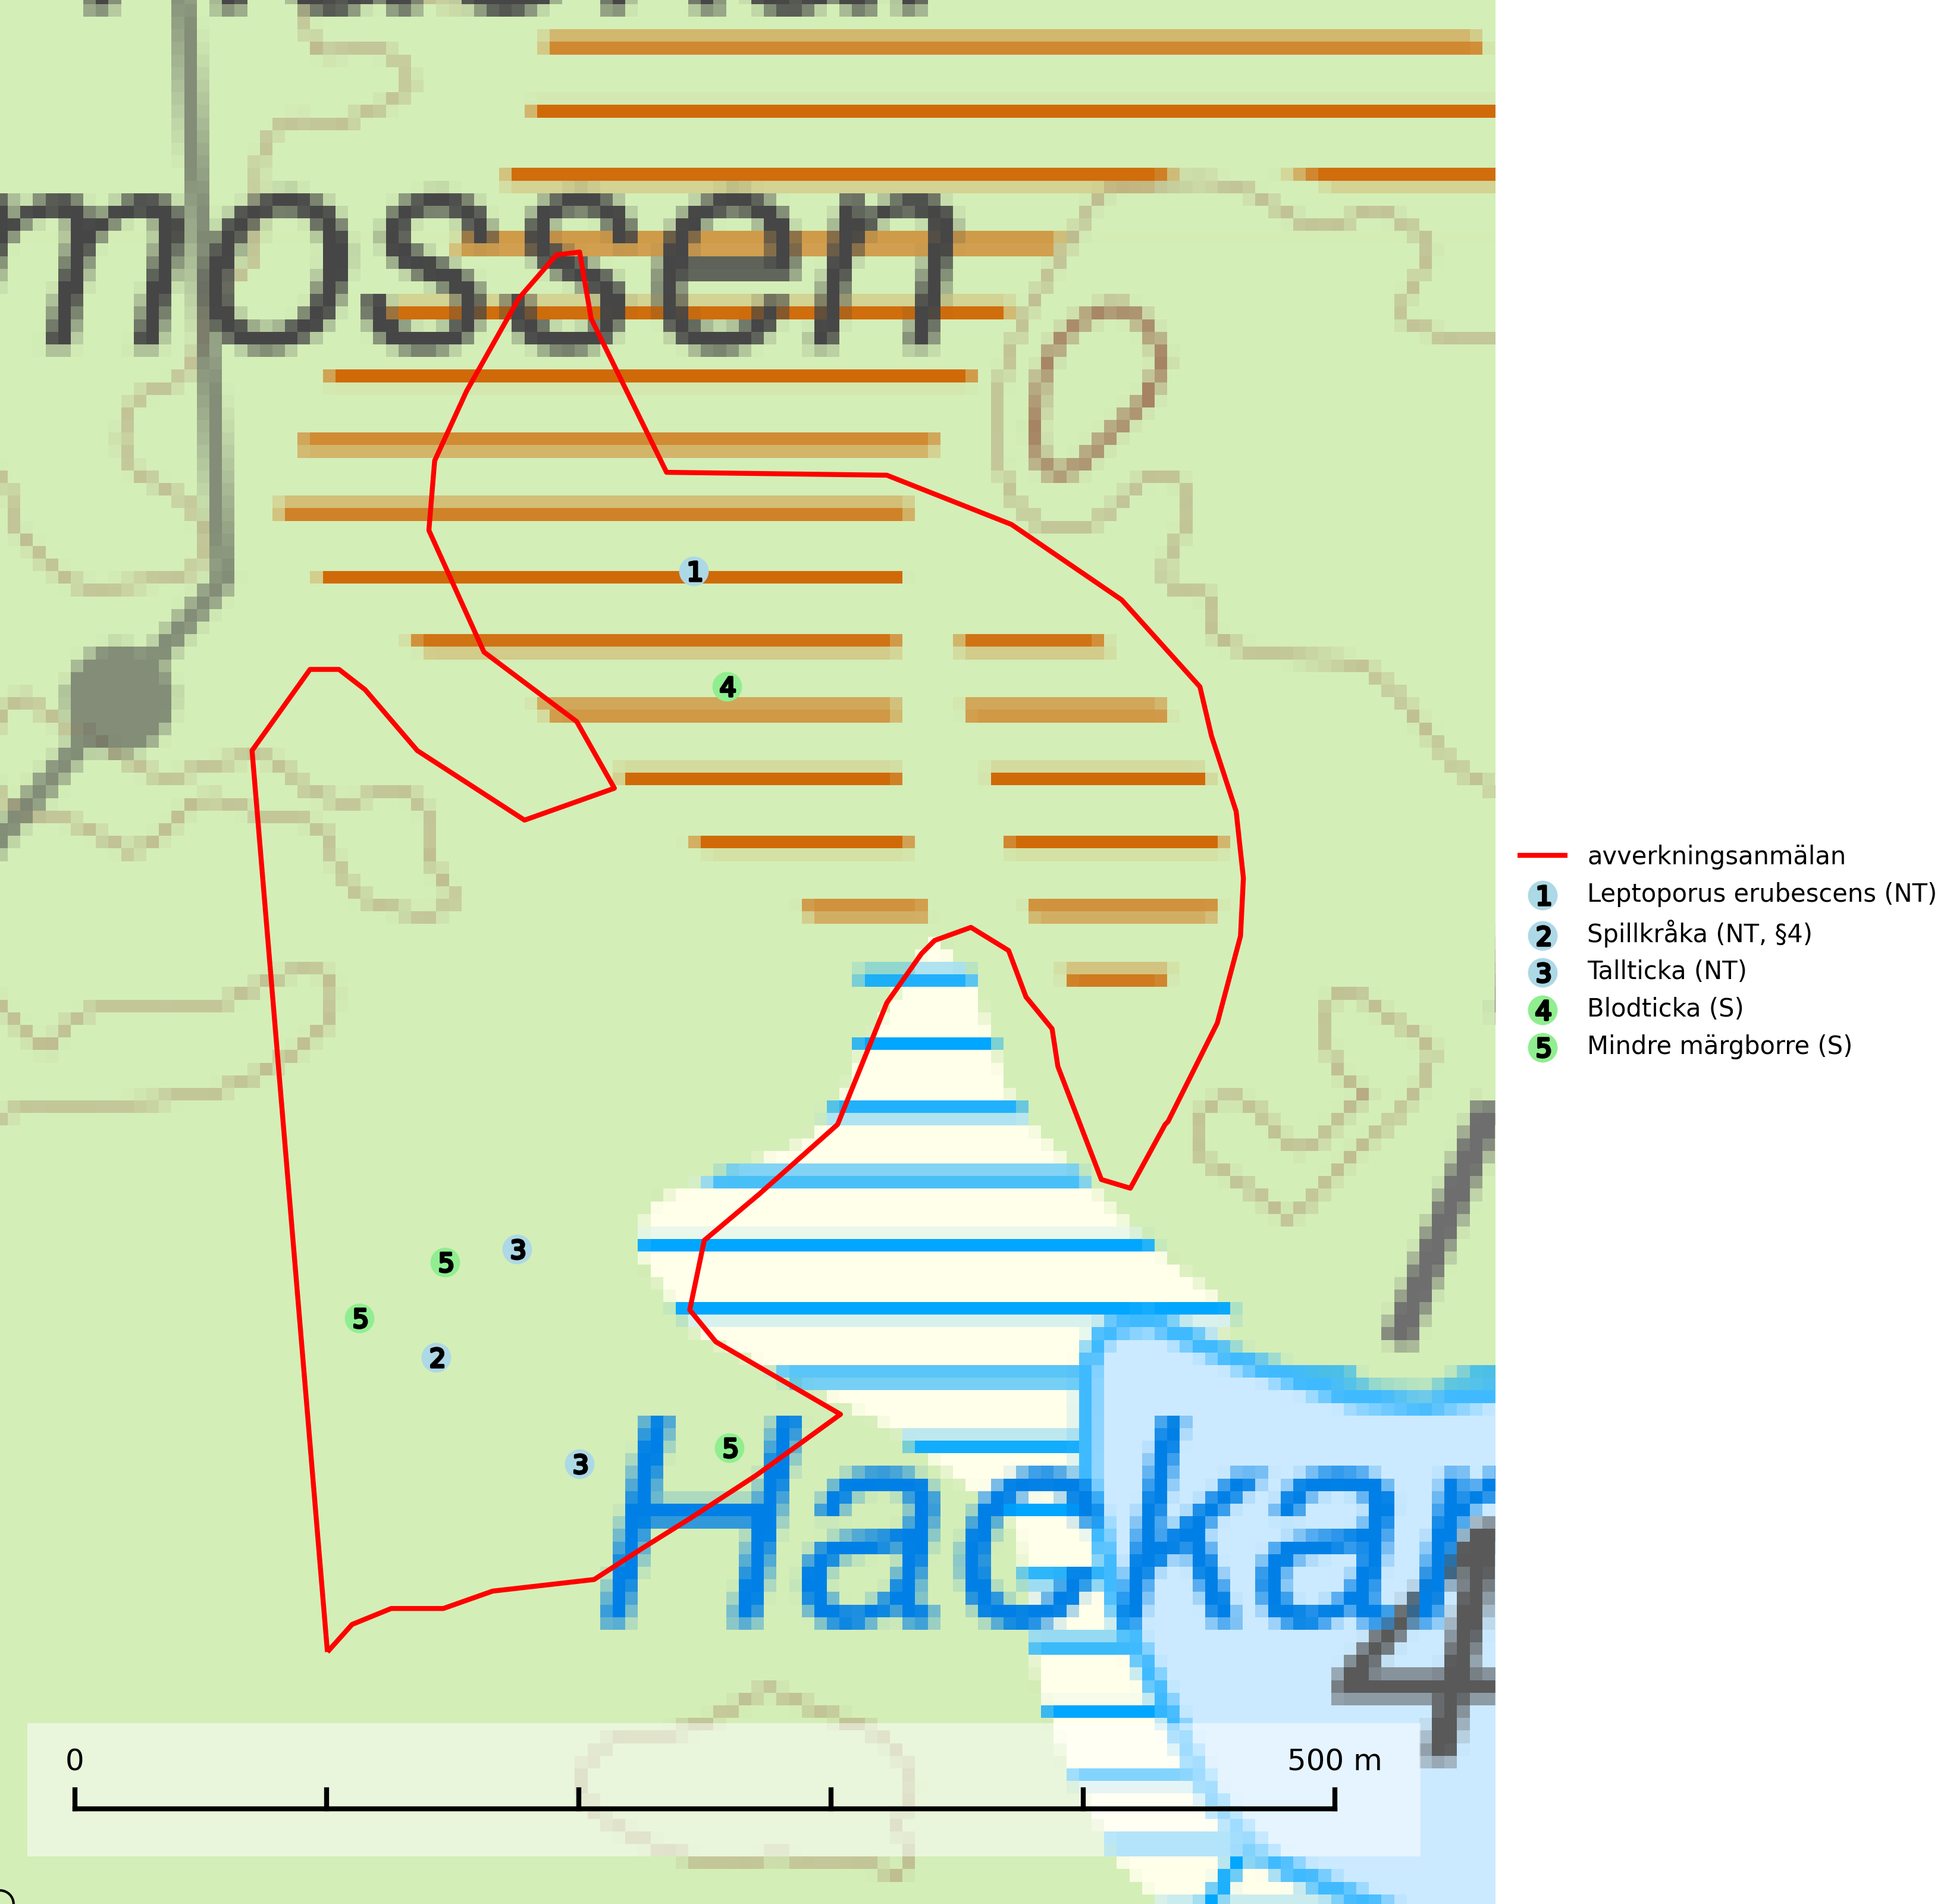 mossen
avverkningsanmälan
1 Leptoporus erubescens (NT)
2 Spillkråka (NT, §4)
3 Tallticka (NT)
4 Blodticka (S)
5 Mindre märgborre (S)
1
4
3
5
5
2
5
3
Hackar
4
0 500 m